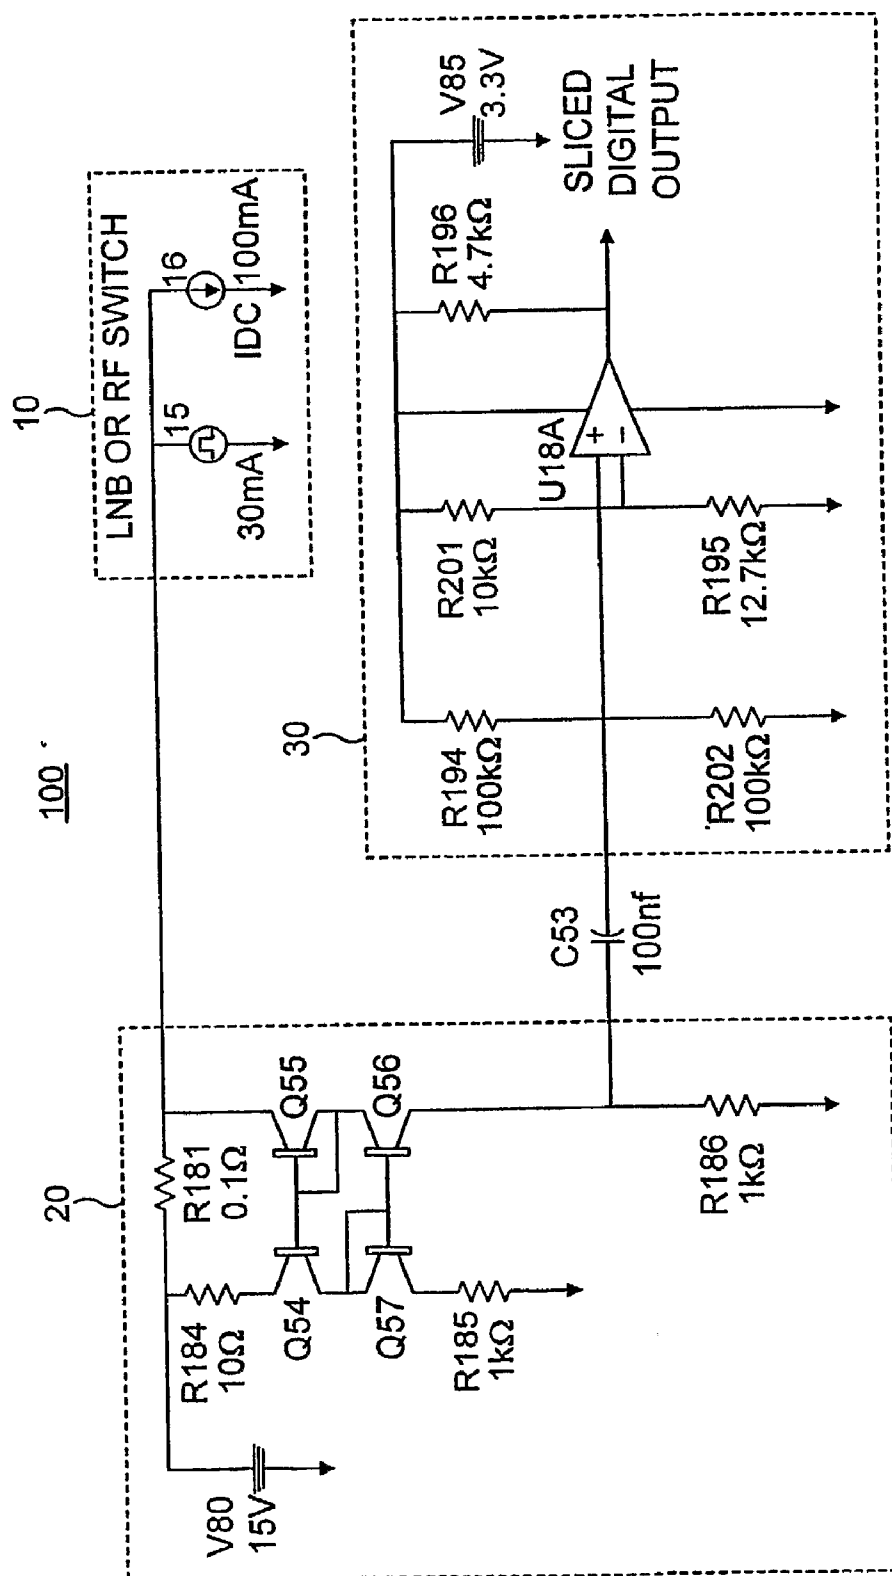 100
10
LNB OR RF SWITCH
15
16
30mA
IDC
100mA
20
R181
0.1Ω
R184
10Ω
V80
15V
Q54
Q55
Q57
Q56
R185
1kΩ
R186
1kΩ
C53
100nf
30
R194
100kΩ
R202
100kΩ
R201
10kΩ
R195
12.7kΩ
U18A
+
−
R196
4.7kΩ
V85
3.3V
SLICED
DIGITAL
OUTPUT